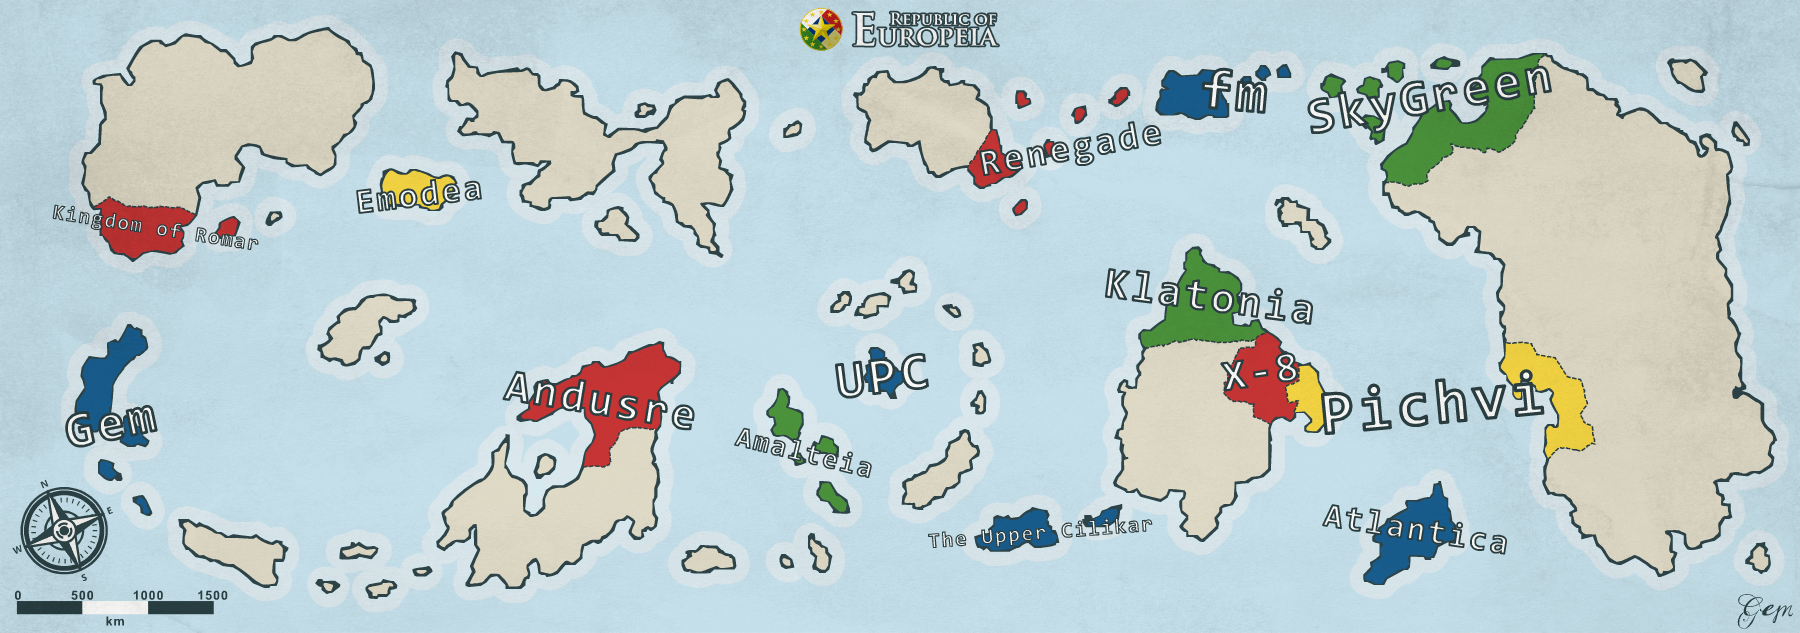 REPUBLIC OF
EUROPEIA
fm
SkyGreen
Renegade
Emodea
Kingdom of Romar
Klatonia
UPC
X-8
Pichvi
Andusre
Gem
Amalteia
The Upper Cilikar
Atlantica
N
E
W
S
0 500 1000 1500
km
Gem